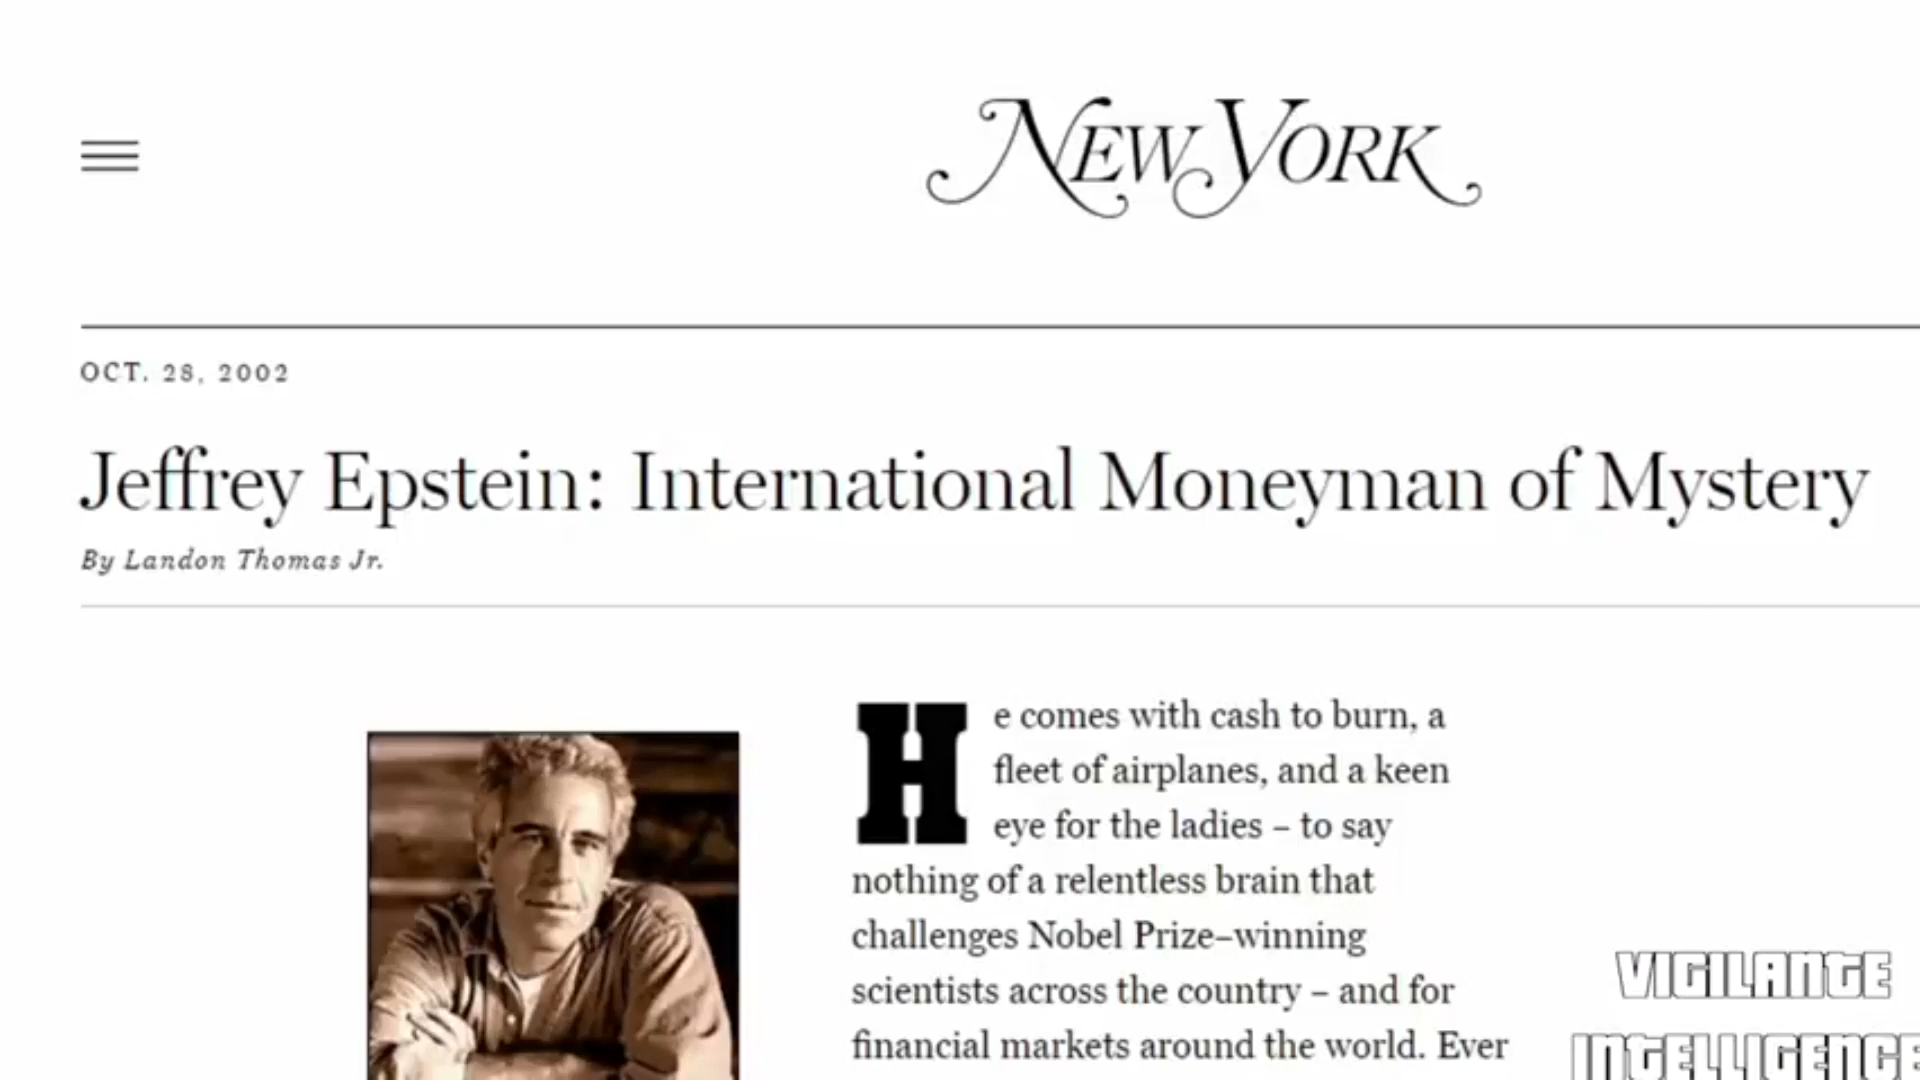 NEW YORK
OCT. 28, 2002
Jeffrey Epstein: International Moneyman of Mystery
By Landon Thomas Jr.
He comes with cash to burn, a
fleet of airplanes, and a keen
eye for the ladies – to say
nothing of a relentless brain that
challenges Nobel Prize–winning
scientists across the country – and for
financial markets around the world. Ever
VIGILANTE
INTELLIGENCE